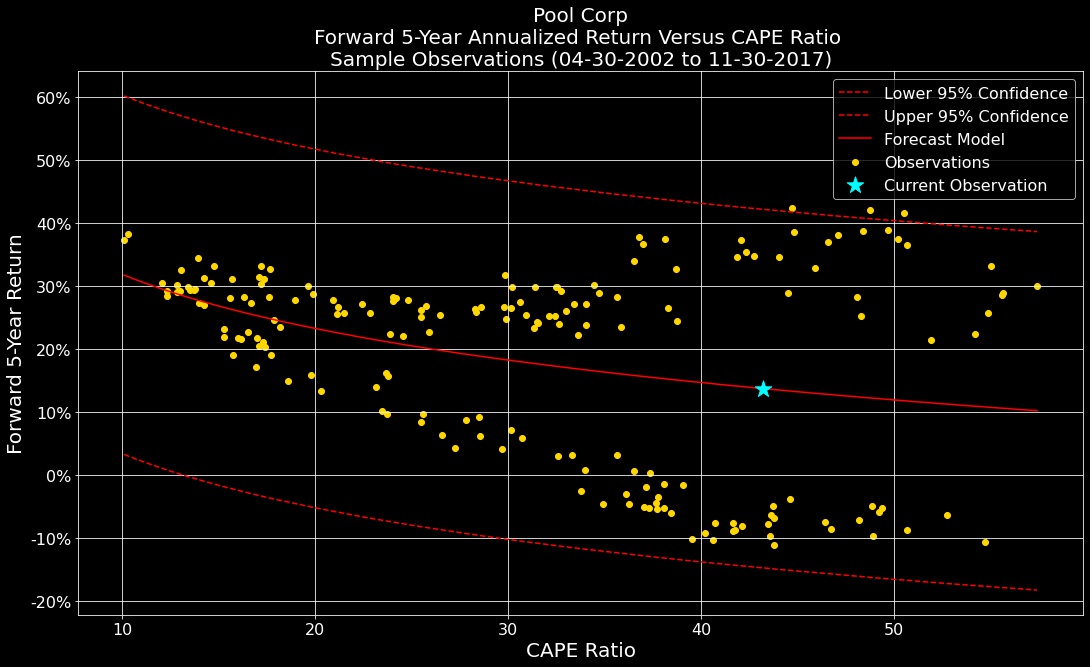 Pool Corp
Forward 5-Year Annualized Return Versus CAPE Ratio
Sample Observations (04-30-2002 to 11-30-2017)
Lower 95% Confidence
Upper 95% Confidence
Forecast Model
Observations
Current Observation
Forward 5-Year Return
60%
50%
40%
30%
20%
10%
0%
-10%
-20%
10
20
30
40
50
CAPE Ratio